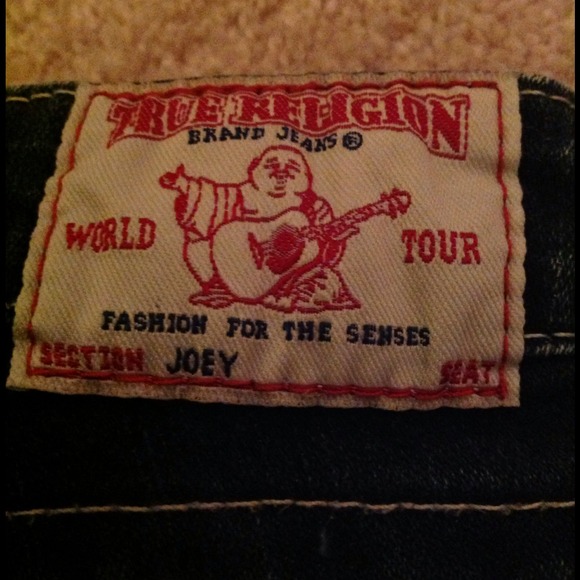 TRUE RELIGION
BRAND JEANS®
WORLD TOUR
FASHION FOR THE SENSES
SECTION JOEY SEAT